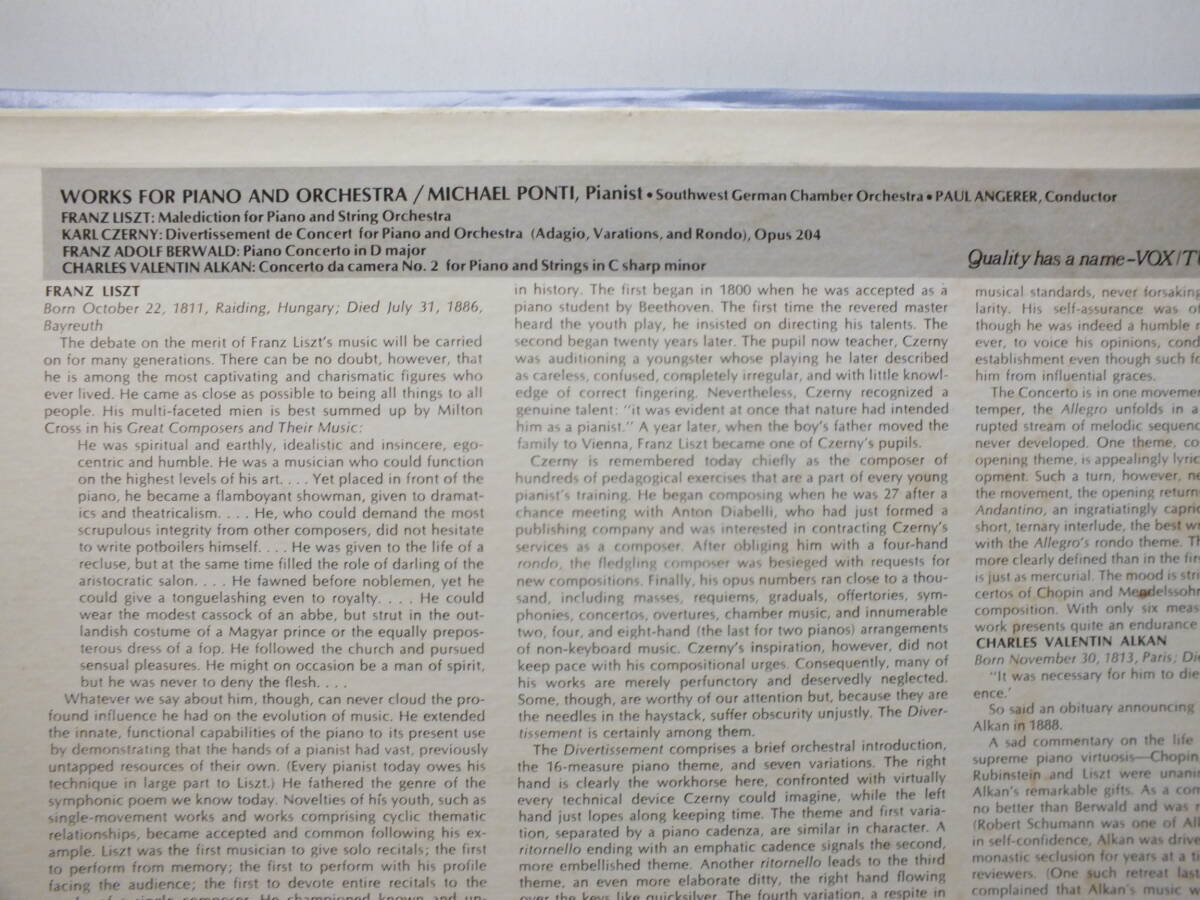 WORKS FOR PIANO AND ORCHESTRA / MICHAEL PONTI, Pianist • Southwest German Chamber Orchestra • PAUL ANGERER, Conductor
FRANZ LISZT: Malediction for Piano and String Orchestra
KARL CZERNY: Divertissement de Concert for Piano and Orchestra (Adagio, Varations, and Rondo), Opus 204
FRANZ ADOLF BERWALD: Piano Concerto in D major
CHARLES VALENTIN ALKAN: Concerto da camera No. 2 for Piano and Strings in C sharp minor
Quality has a name–VOX/TU
FRANZ LISZT
Born October 22, 1811, Raiding, Hungary; Died July 31, 1886,
Bayreuth
The debate on the merit of Franz Liszt's music will be carried
on for many generations. There can be no doubt, however, that
he is among the most captivating and charismatic figures who
ever lived. He came as close as possible to being all things to all
people. His multi-faceted mien is best summed up by Milton
Cross in his Great Composers and Their Music:
He was spiritual and earthly, idealistic and insincere, ego-
centric and humble. He was a musician who could function
on the highest levels of his art. . . . Yet placed in front of the
piano, he became a flamboyant showman, given to dramat-
ics and theatricalism. . . . He, who could demand the most
scrupulous integrity from other composers, did not hesitate
to write potboilers himself. . . . He was given to the life of a
recluse, but at the same time filled the role of darling of the
aristocratic salon. . . . He fawned before noblemen, yet he
could give a tonguelashing even to royalty. . . . He could
wear the modest cassock of an abbe, but strut in the out-
landish costume of a Magyar prince or the equally prepos-
terous dress of a fop. He followed the church and pursued
sensual pleasures. He might on occasion be a man of spirit,
but he was never to deny the flesh. . . .
Whatever we say about him, though, can never cloud the pro-
found influence he had on the evolution of music. He extended
the innate, functional capabilities of the piano to its present use
by demonstrating that the hands of a pianist had vast, previously
untapped resources of their own. (Every pianist today owes his
technique in large part to Liszt.) He fathered the genre of the
symphonic poem we know today. Novelties of his youth, such as
single-movement works and works comprising cyclic thematic
relationships, became accepted and common following his ex-
ample. Liszt was the first musician to give solo recitals; the first
to perform from memory; the first to perform with his profile
facing the audience; the first to devote entire recitals to the
in history. The first began in 1800 when he was accepted as a
piano student by Beethoven. The first time the revered master
heard the youth play, he insisted on directing his talents. The
second began twenty years later. The pupil now teacher, Czerny
was auditioning a youngster whose playing he later described
as careless, confused, completely irregular, and with little knowl-
edge of correct fingering. Nevertheless, Czerny recognized a
genuine talent: "it was evident at once that nature had intended
him as a pianist." A year later, when the boy's father moved the
family to Vienna, Franz Liszt became one of Czerny's pupils.
Czerny is remembered today chiefly as the composer of
hundreds of pedagogical exercises that are a part of every young
pianist's training. He began composing when he was 27 after a
chance meeting with Anton Diabelli, who had just formed a
publishing company and was interested in contracting Czerny's
services as a composer. After obliging him with a four-hand
rondo, the fledgling composer was besieged with requests for
new compositions. Finally, his opus numbers ran close to a thou-
sand, including masses, requiems, graduals, offertories, sym-
phonies, concertos, overtures, chamber music, and innumerable
two, four, and eight-hand (the last for two pianos) arrangements
of non-keyboard music. Czerny's inspiration, however, did not
keep pace with his compositional urges. Consequently, many of
his works are merely perfunctory and deservedly neglected.
Some, though, are worthy of our attention but, because they are
the needles in the haystack, suffer obscurity unjustly. The Diver-
tissement is certainly among them.
The Divertissement comprises a brief orchestral introduction,
the 16-measure piano theme, and seven variations. The right
hand is clearly the workhorse here, confronted with virtually
every technical device Czerny could imagine, while the left
hand just lopes along keeping time. The theme and first varia-
tion, separated by a piano cadenza, are similar in character. A
ritornello ending with an emphatic cadence signals the second,
more embellished theme. Another ritornello leads to the third
theme, an even more elaborate ditty, the right hand flowing
over the keys like quicksilver. The fourth variation, a respite in
musical standards, never forsaking
larity. His self-assurance was of
though he was indeed a humble
ever, to voice his opinions, cond
establishment even though such fo
him from influential graces.
The Concerto is in one movemen
temper, the Allegro unfolds in a
rupted stream of melodic sequenc
never developed. One theme, co
opening theme, is appealingly lyric
opment. Such a turn, however, ne
the movement, the opening return
Andantino, an ingratiatingly capric
short, ternary interlude, the best w
with the Allegro's rondo theme. Th
more clearly defined than in the firs
is just as mercurial. The mood is stri
certos of Chopin and Mendelssohn
composition. With only six meas
work presents quite an endurance
CHARLES VALENTIN ALKAN
Born November 30, 1813, Paris; Die
"It was necessary for him to die
ence.'
So said an obituary announcing
Alkan in 1888.
A sad commentary on the life
supreme piano virtuosis—Chopin
Rubinstein and Liszt were unani
Alkan's remarkable gifts. As a com
no better than Berwald and was
(Robert Schumann was one of Alk
in self-confidence, Alkan was drive
monastic seclusion for years at a ti
reviewers. (One such retreat last
complained that Alkan's music w